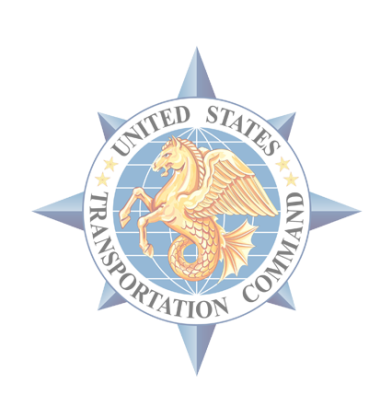 UNITED STATES
TRANSPORTATION COMMAND